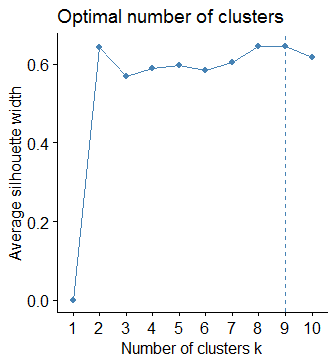 Optimal number of clusters
Average silhouette width
0.6
0.4
0.2
0.0
1 2 3 4 5 6 7 8 9 10
Number of clusters k